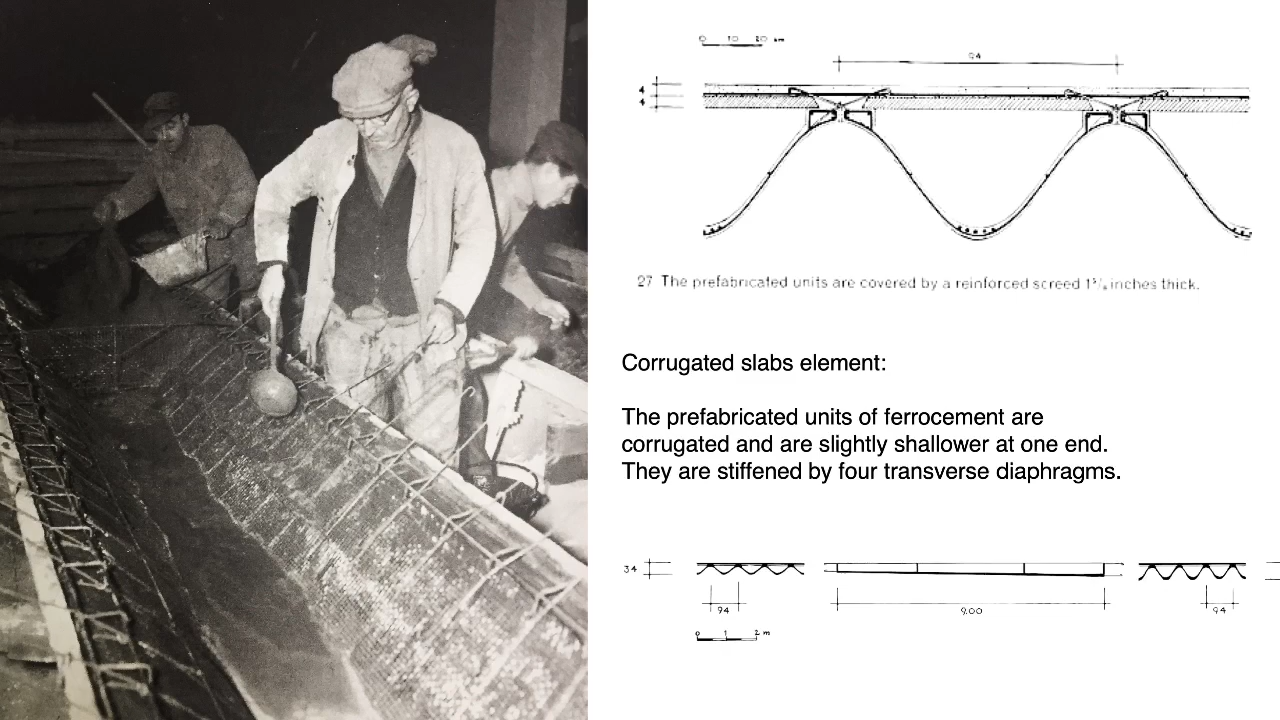 0 10 20 cm
94
4
4
27 The prefabricated units are covered by a reinforced screed 1⅝ inches thick.
Corrugated slabs element:
The prefabricated units of ferrocement are
corrugated and are slightly shallower at one end.
They are stiffened by four transverse diaphragms.
34
94
9.00
94
0 1 2 m